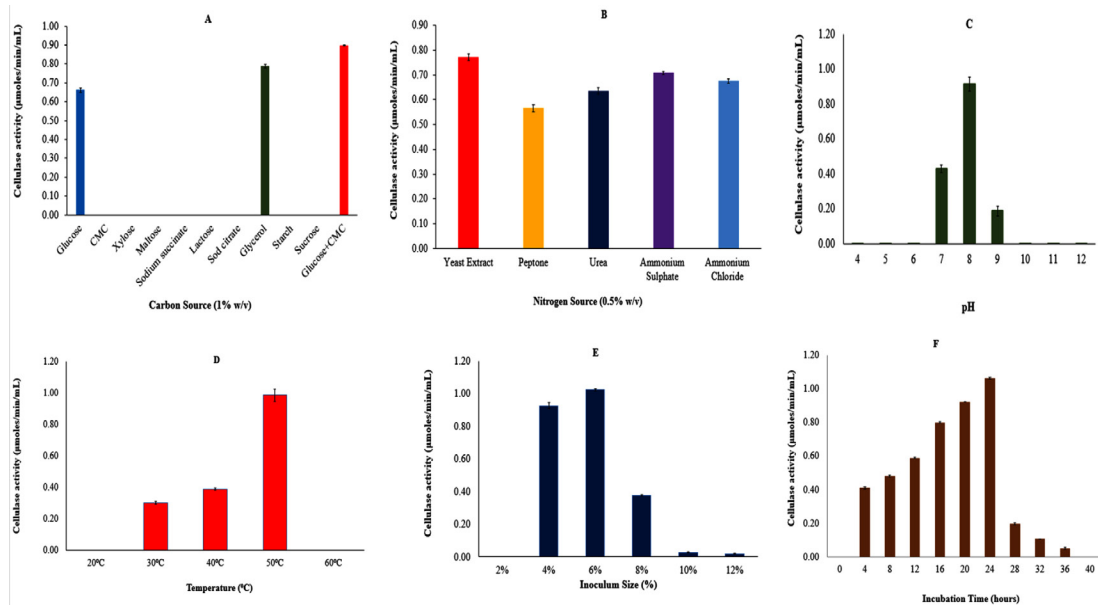 A
Cellulase activity (µmoles/min/mL)
1.00
0.90
0.80
0.70
0.60
0.50
0.40
0.30
0.20
0.10
0.00
Glucose
CMC
Xylose
Maltose
Sodium succinate
Lactose
Sod citrate
Glycerol
Starch
Sucrose
Glucose+CMC
Carbon Source (1% w/v)
B
Cellulase activity (µmoles/min/mL)
0.90
0.80
0.70
0.60
0.50
0.40
0.30
0.20
0.10
0.00
Yeast Extract
Peptone
Urea
Ammonium
Sulphate
Ammonium
Chloride
Nitrogen Source (0.5% w/v)
C
Cellulase activity (µmoles/min/mL)
1.20
1.00
0.80
0.60
0.40
0.20
0.00
4 5 6 7 8 9 10 11 12
pH
D
Cellulase activity (µmoles/min/mL)
1.20
1.00
0.80
0.60
0.40
0.20
0.00
20ºC 30ºC 40ºC 50ºC 60ºC
Temperature (ºC)
E
Cellulase activity (µmoles/min/mL)
1.20
1.00
0.80
0.60
0.40
0.20
0.00
2% 4% 6% 8% 10% 12%
Inoculum Size (%)
F
Cellulase activity (µmoles/min/mL)
1.20
1.00
0.80
0.60
0.40
0.20
0.00
0 4 8 12 16 20 24 28 32 36 40
Incubation Time (hours)